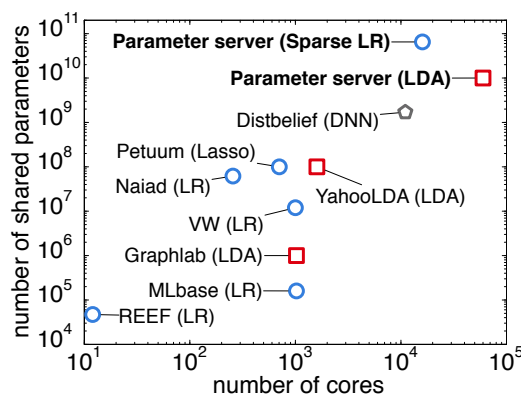 number of shared parameters
10^11
10^10
10^9
10^8
10^7
10^6
10^5
10^4
Parameter server (Sparse LR)
Parameter server (LDA)
Distbelief (DNN)
Petuum (Lasso)
Naiad (LR)
YahooLDA (LDA)
VW (LR)
Graphlab (LDA)
MLbase (LR)
REEF (LR)
10^1 10^2 10^3 10^4 10^5
number of cores